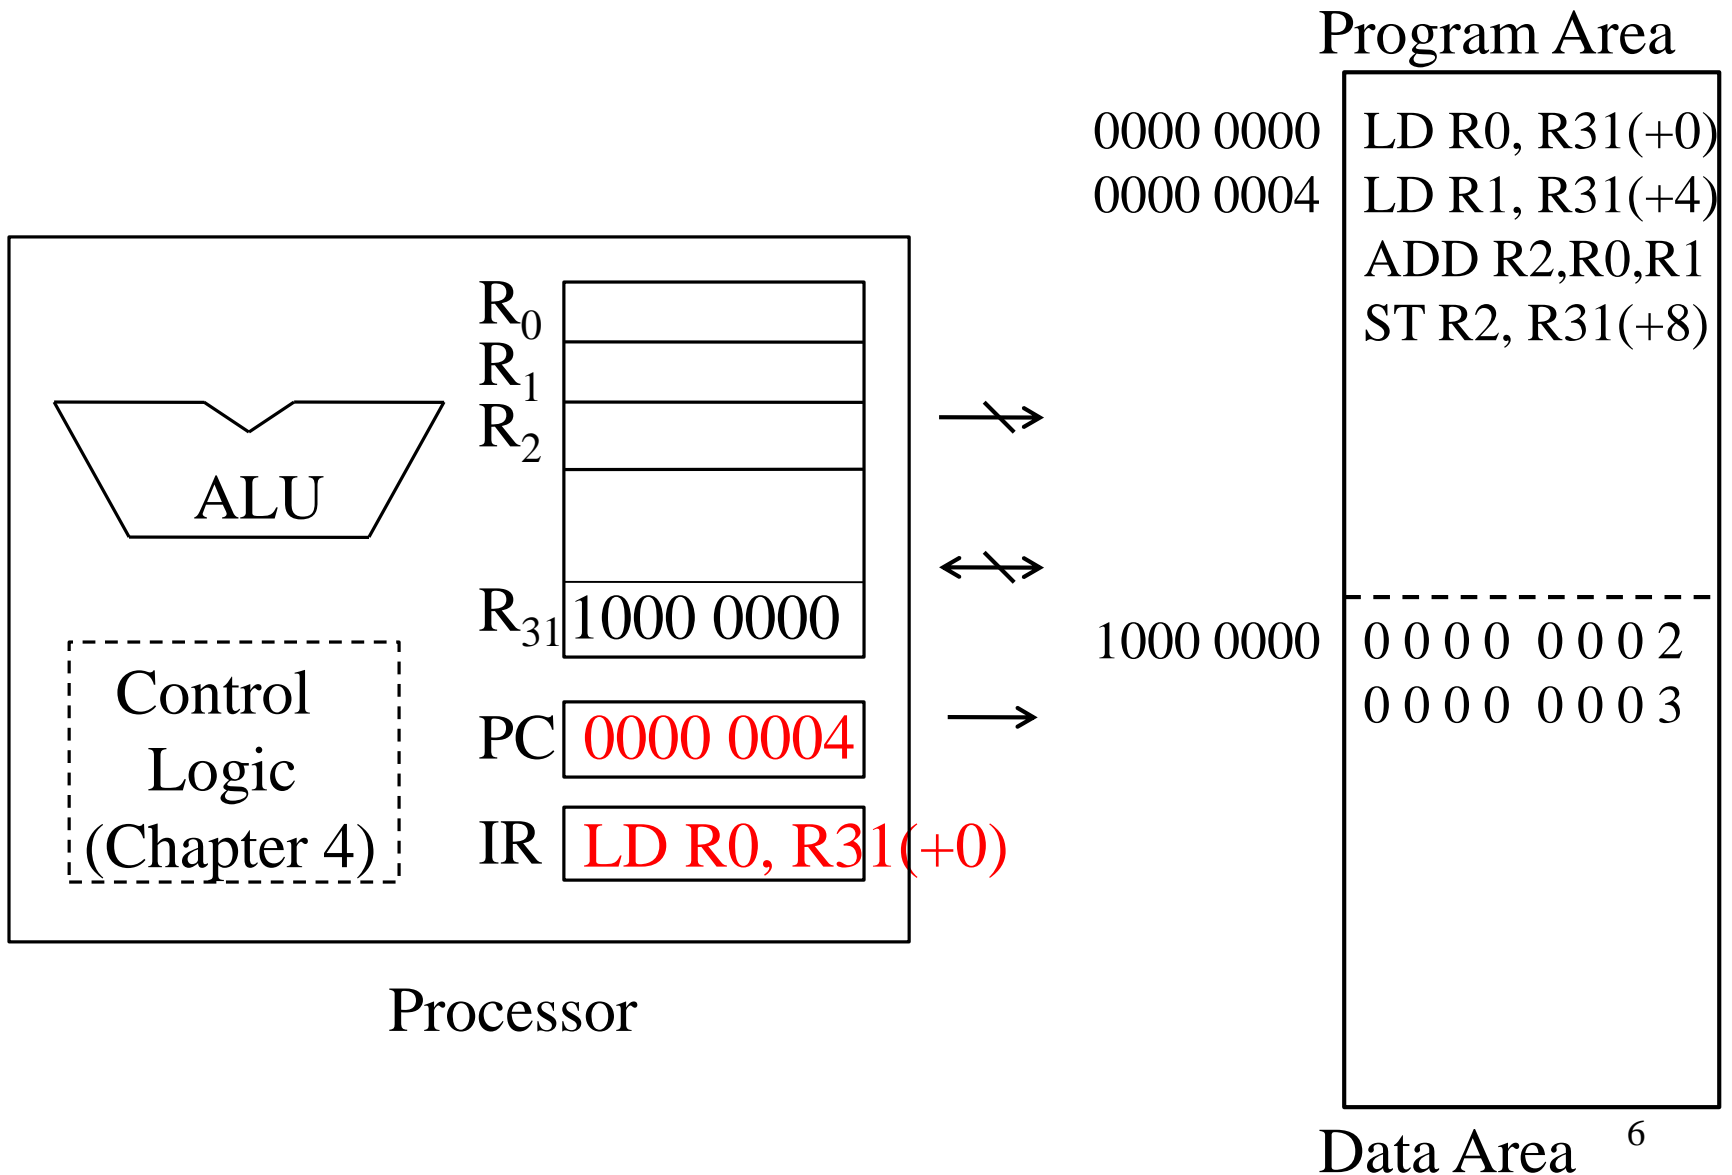 Program Area
0000 0000 LD R0, R31(+0)
0000 0004 LD R1, R31(+4)
ADD R2,R0,R1
ST R2, R31(+8)
R0
R1
R2
ALU
R31 1000 0000
1000 0000 0 0 0 0 0 0 0 2
0 0 0 0 0 0 0 3
Control
Logic
(Chapter 4)
PC 0000 0004
IR LD R0, R31(+0)
Processor
Data Area
6